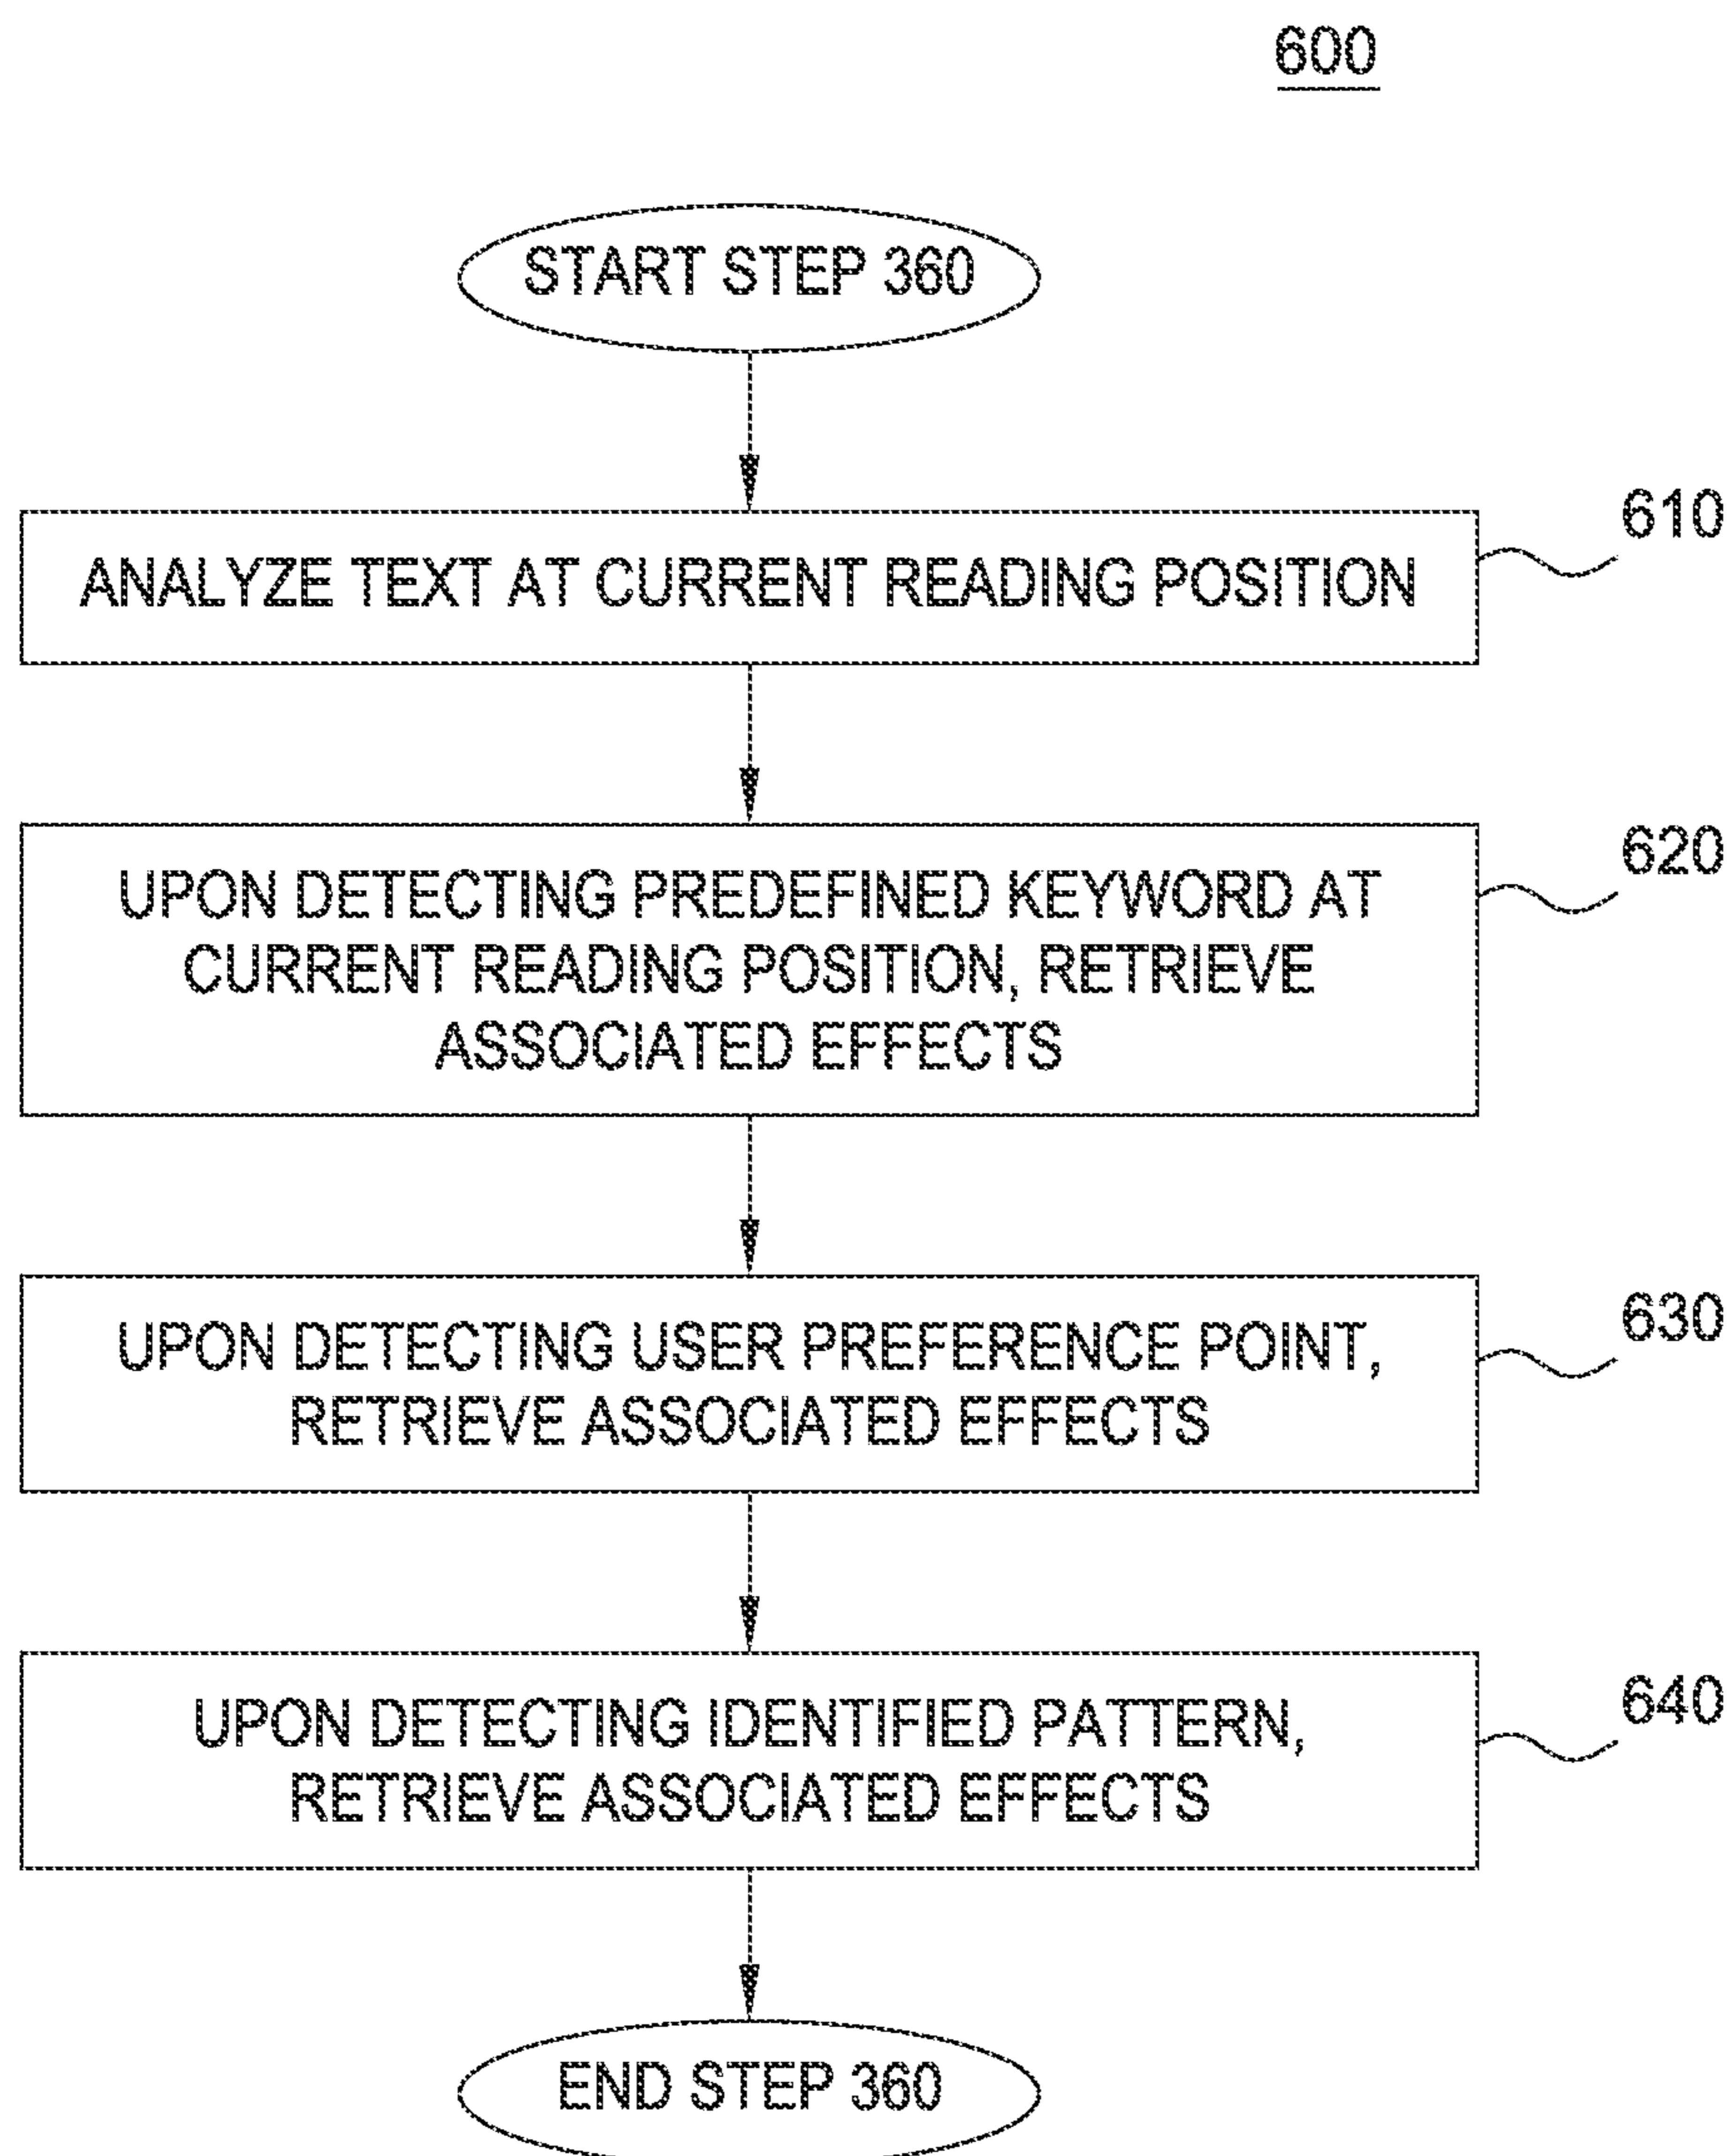 600
START STEP 360
610
ANALYZE TEXT AT CURRENT READING POSITION
620
UPON DETECTING PREDEFINED KEYWORD AT
CURRENT READING POSITION, RETRIEVE
ASSOCIATED EFFECTS
630
UPON DETECTING USER PREFERENCE POINT,
RETRIEVE ASSOCIATED EFFECTS
640
UPON DETECTING IDENTIFIED PATTERN,
RETRIEVE ASSOCIATED EFFECTS
END STEP 360